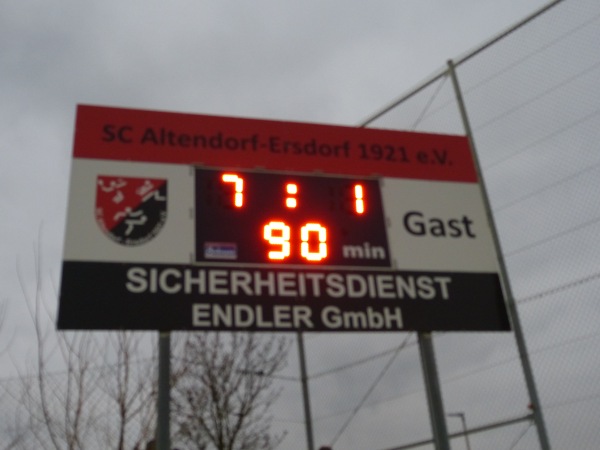 SC Altendorf-Ersdorf 1921 e.V.
7:1
Gast
90 min
SICHERHEITSDIENST
ENDLER GmbH